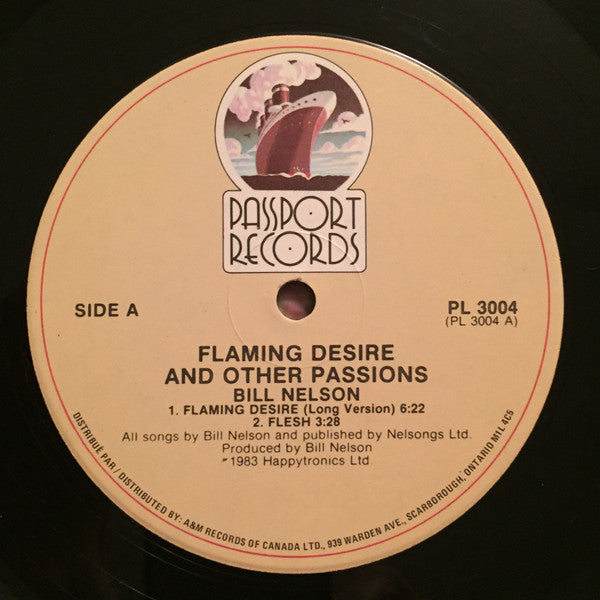 PASSPORT
RECORDS
SIDE A
PL 3004
(PL 3004 A)
FLAMING DESIRE
AND OTHER PASSIONS
BILL NELSON
1. FLAMING DESIRE (Long Version) 6:22
2. FLESH 3:28
All songs by Bill Nelson and published by Nelsongs Ltd.
Produced by Bill Nelson
℗1983 Happytronics Ltd.
DISTRIBUÉ PAR / DISTRIBUTED BY: A&M RECORDS OF CANADA LTD., 939 WARDEN AVE., SCARBOROUGH, ONTARIO M1L 4C5